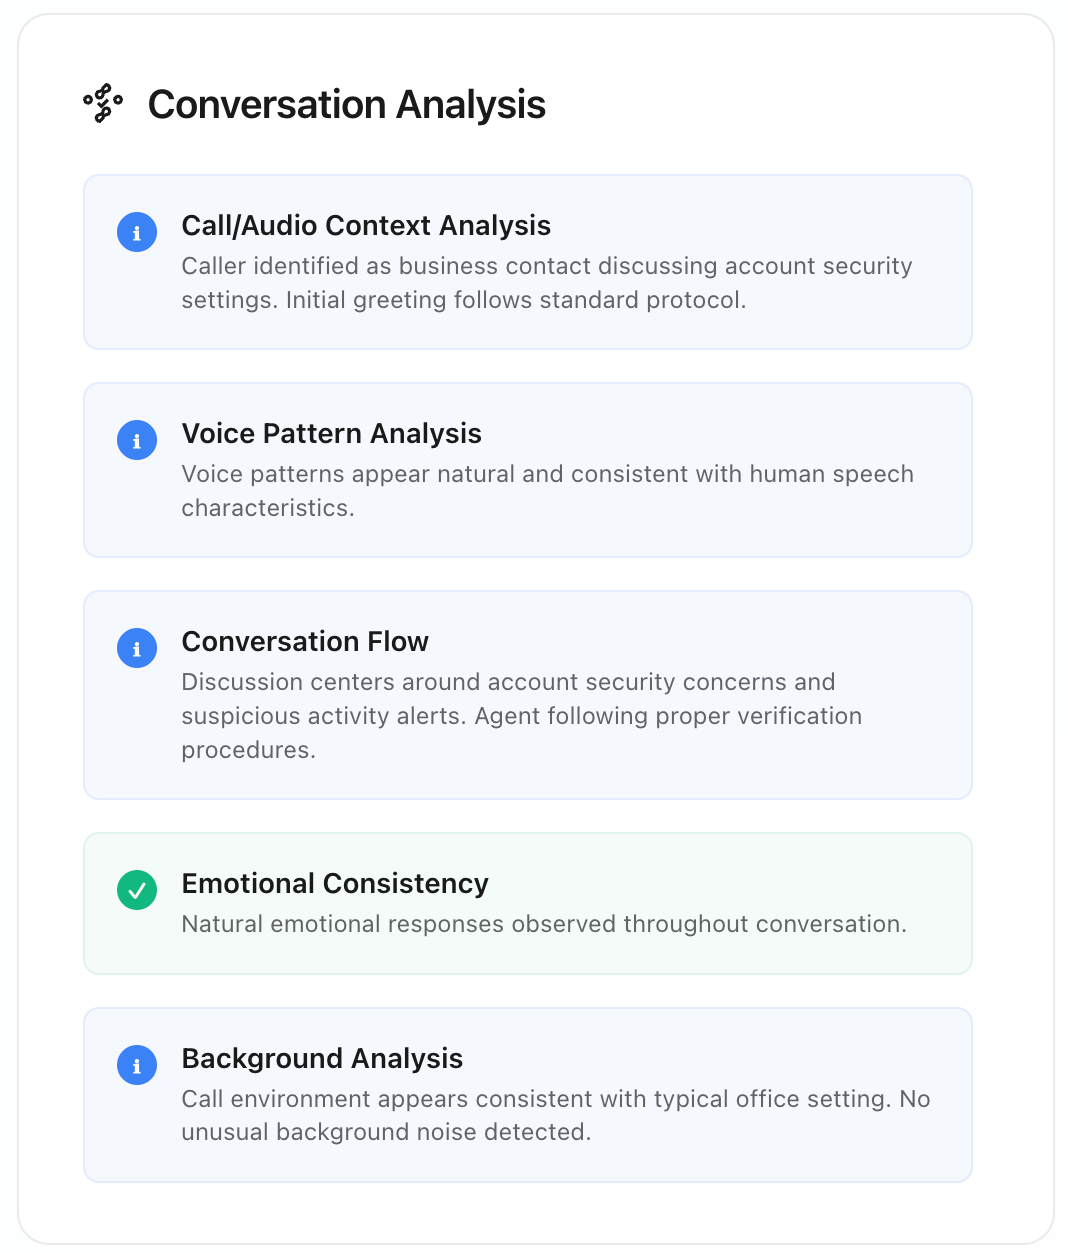 Conversation Analysis
Call/Audio Context Analysis
Caller identified as business contact discussing account security
settings. Initial greeting follows standard protocol.
Voice Pattern Analysis
Voice patterns appear natural and consistent with human speech
characteristics.
Conversation Flow
Discussion centers around account security concerns and
suspicious activity alerts. Agent following proper verification
procedures.
Emotional Consistency
Natural emotional responses observed throughout conversation.
Background Analysis
Call environment appears consistent with typical office setting. No
unusual background noise detected.